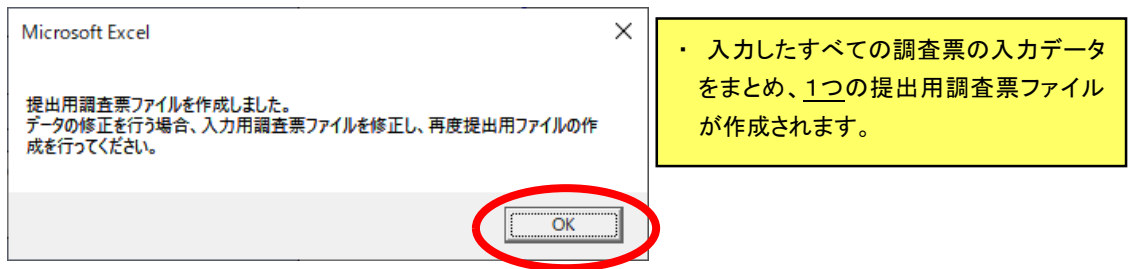 Microsoft Excel
提出用調査票ファイルを作成しました。
データの修正を行う場合、入力用調査票ファイルを修正し、再度提出用ファイルの作
成を行ってください。
OK
・ 入力したすべての調査票の入力データ
をまとめ、1つの提出用調査票ファイル
が作成されます。